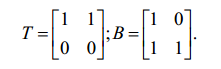 T = [1 1; 0 0]; B = [1 0; 1 1].